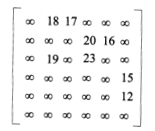 ∞ 18 17 ∞ ∞ ∞
∞ ∞ ∞ 20 16 ∞
∞ 19 ∞ 23 ∞ ∞
∞ ∞ ∞ ∞ ∞ 15
∞ ∞ ∞ ∞ ∞ 12
∞ ∞ ∞ ∞ ∞ ∞